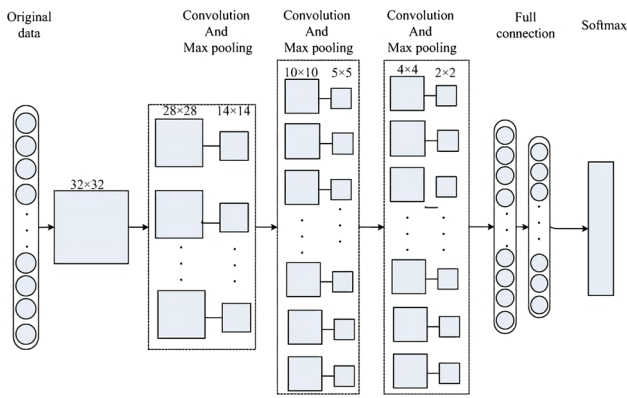 Original
data
Convolution
And
Max pooling
Convolution
And
Max pooling
Convolution
And
Max pooling
Full
connection
Softmax
32×32
28×28 14×14
10×10 5×5
4×4 2×2